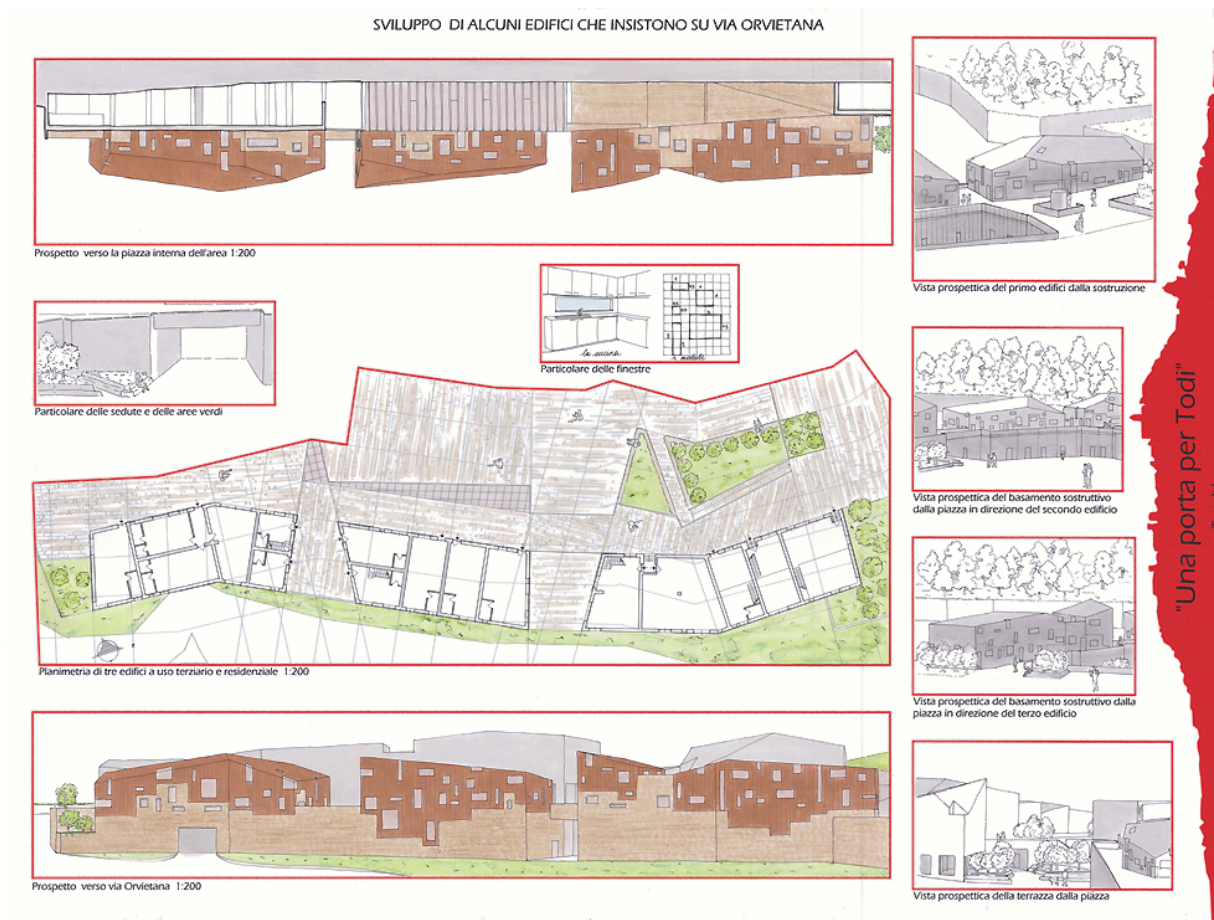 SVILUPPO DI ALCUNI EDIFICI CHE INSISTONO SU VIA ORVIETANA
Prospetto verso la piazza interna dell'area 1:200
Vista prospettica del primo edifici dalla sostruzione
la cucina
i moduli
Particolare delle finestre
Particolare delle sedute e delle aree verdi
Vista prospettica del basamento sostruttivo
dalla piazza in direzione del secondo edificio
Planimetria di tre edifici a uso terziario e residenziale 1:200
Vista prospettica del basamento sostruttivo dalla
piazza in direzione del terzo edificio
Prospetto verso via Orvietana 1:200
Vista prospettica della terrazza dalla piazza
"Una porta per Todi"